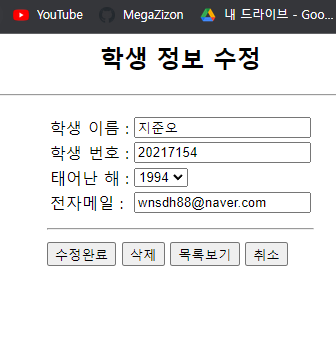 YouTube MegaZizon 내 드라이브 - Goo...
학생 정보 수정
학생 이름 : 지준오
학생 번호 : 20217154
태어난 해 : 1994
전자메일 : wnsdh88@naver.com
수정완료 삭제 목록보기 취소